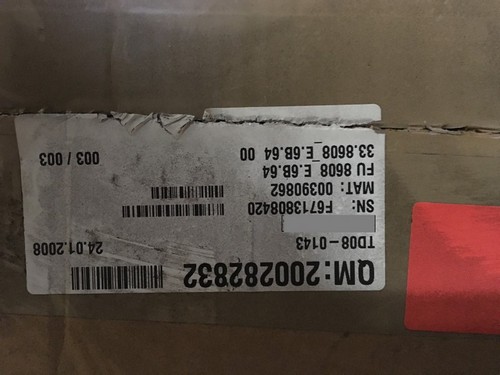 QM:200282832
TD08-0143 24.01.2008
SN: F6713808420
MAT: 00390862
FU 8608_E.6B.64
33.8608_E.6B.64 00 003 / 003